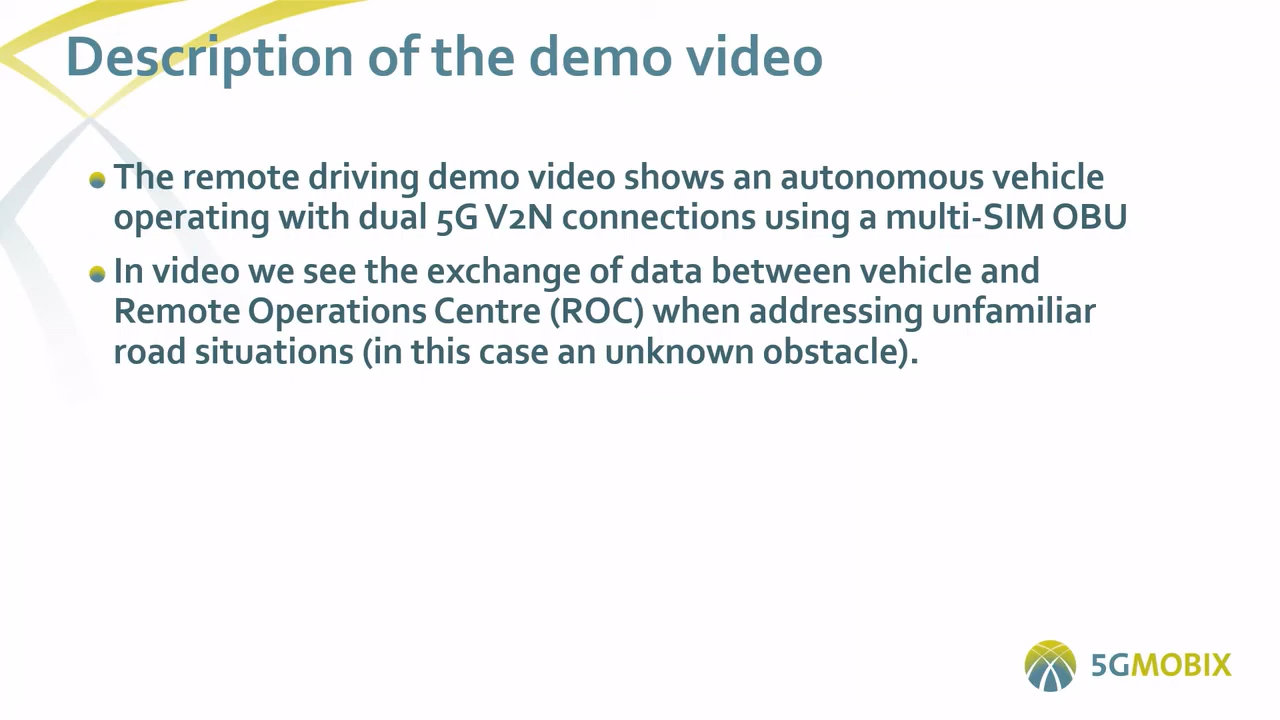 Description of the demo video
The remote driving demo video shows an autonomous vehicle
operating with dual 5G V2N connections using a multi-SIM OBU
In video we see the exchange of data between vehicle and
Remote Operations Centre (ROC) when addressing unfamiliar
road situations (in this case an unknown obstacle).
5GMOBIX